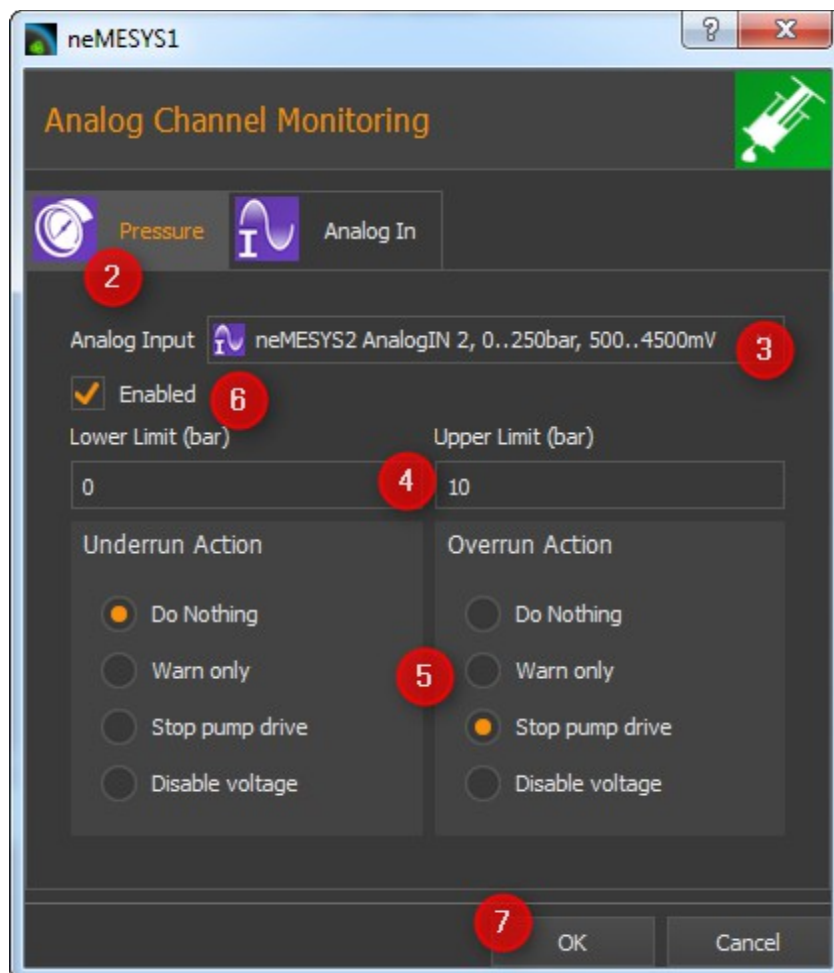 neMESYS1
Analog Channel Monitoring
Pressure
Analog In
2
Analog Input neMESYS2 AnalogIN 2, 0..250bar, 500..4500mV 3
Enabled 6
Lower Limit (bar) Upper Limit (bar)
0 4 10
Underrun Action Overrun Action
Do Nothing Do Nothing
Warn only 5 Warn only
Stop pump drive Stop pump drive
Disable voltage Disable voltage
7 OK Cancel